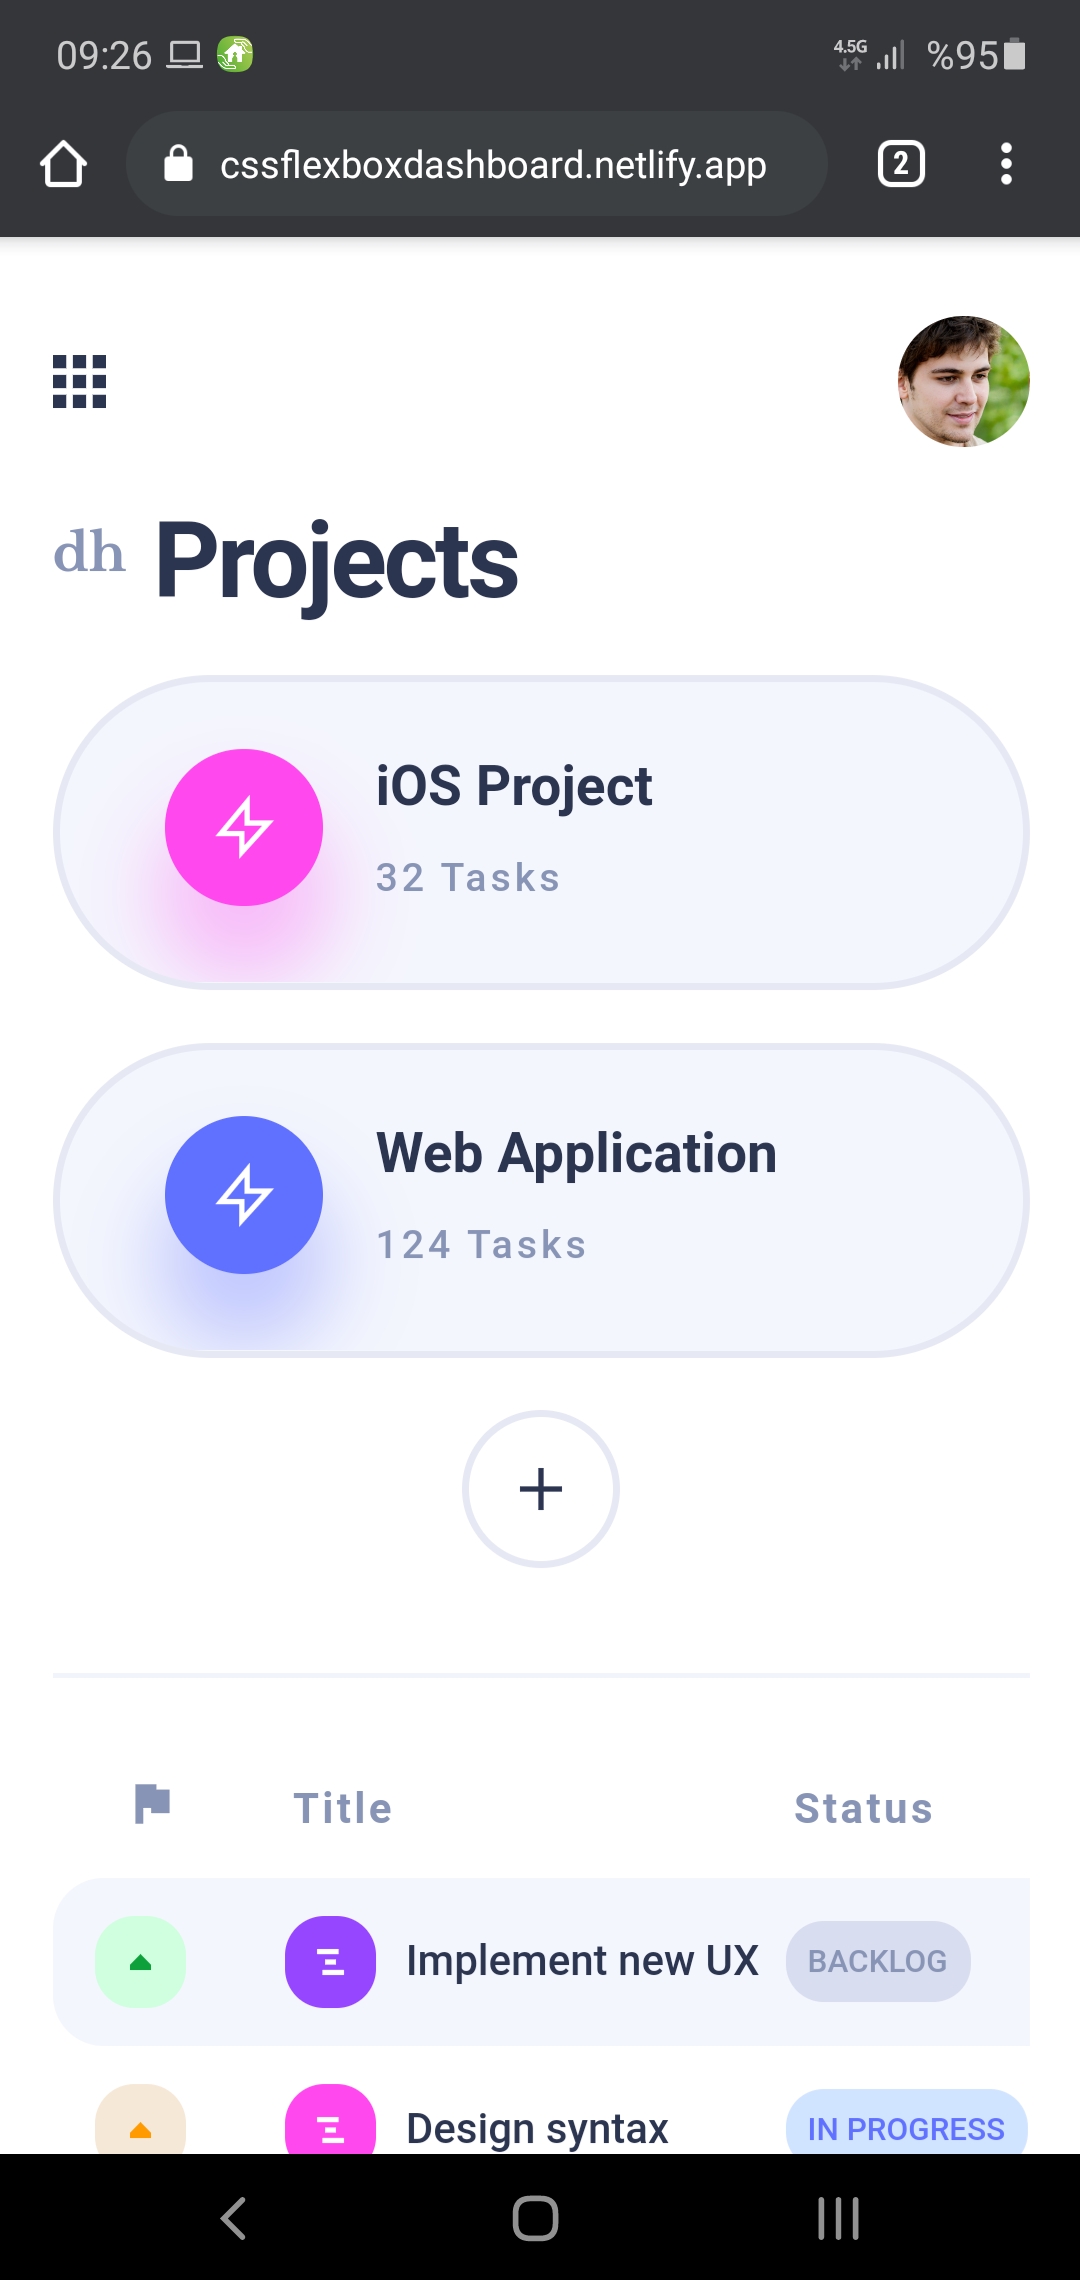 09:26 4.5G %95
cssflexboxdashboard.netlify.app 2
dh Projects
iOS Project
32 Tasks
Web Application
124 Tasks
+
Title Status
Implement new UX BACKLOG
Design syntax IN PROGRESS